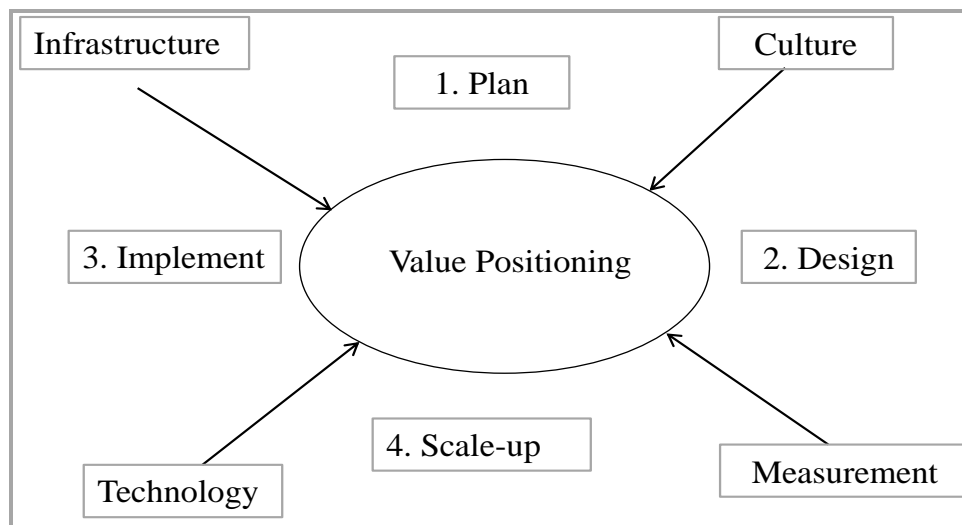 Infrastructure
Culture
1. Plan
3. Implement
Value Positioning
2. Design
4. Scale-up
Technology
Measurement